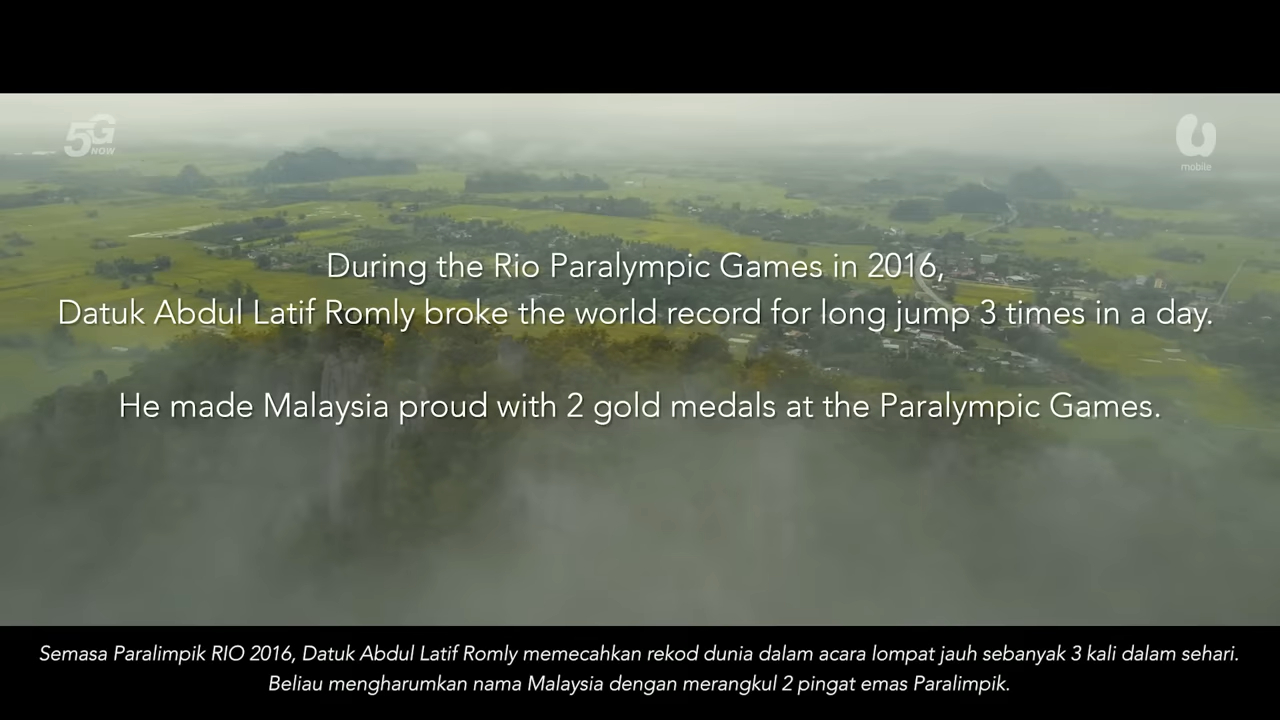 5G
NOW
mobile
During the Rio Paralympic Games in 2016,
Datuk Abdul Latif Romly broke the world record for long jump 3 times in a day.
He made Malaysia proud with 2 gold medals at the Paralympic Games.
Semasa Paralimpik RIO 2016, Datuk Abdul Latif Romly memecahkan rekod dunia dalam acara lompat jauh sebanyak 3 kali dalam sehari.
Beliau mengharumkan nama Malaysia dengan merangkul 2 pingat emas Paralimpik.